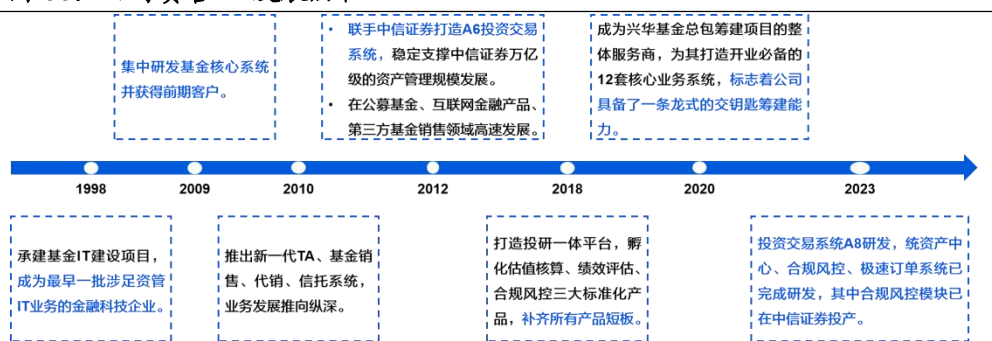 集中研发基金核心系统
并获得前期客户。
• 联手中信证券打造A6投资交易
系统，稳定支撑中信证券万亿
级的资产管理规模发展。
• 在公募基金、互联网金融产品、
第三方基金销售领域高速发展。
成为兴华基金总包筹建项目的整
体服务商，为其打造开业必备的
12套核心业务系统，标志着公司
具备了一条龙式的交钥匙筹建能
力。
1998
2009
2010
2012
2018
2020
2023
承建基金IT建设项目，
成为最早一批涉足资管
IT业务的金融科技企业。
推出新一代TA、基金销
售、代销、信托系统，
业务发展推向纵深。
打造投研一体平台，孵
化估值核算、绩效评估、
合规风控三大标准化产
品，补齐所有产品短板。
投资交易系统A8研发，统资产中
心、合规风控、极速订单系统已
完成研发，其中合规风控模块已
在中信证券投产。